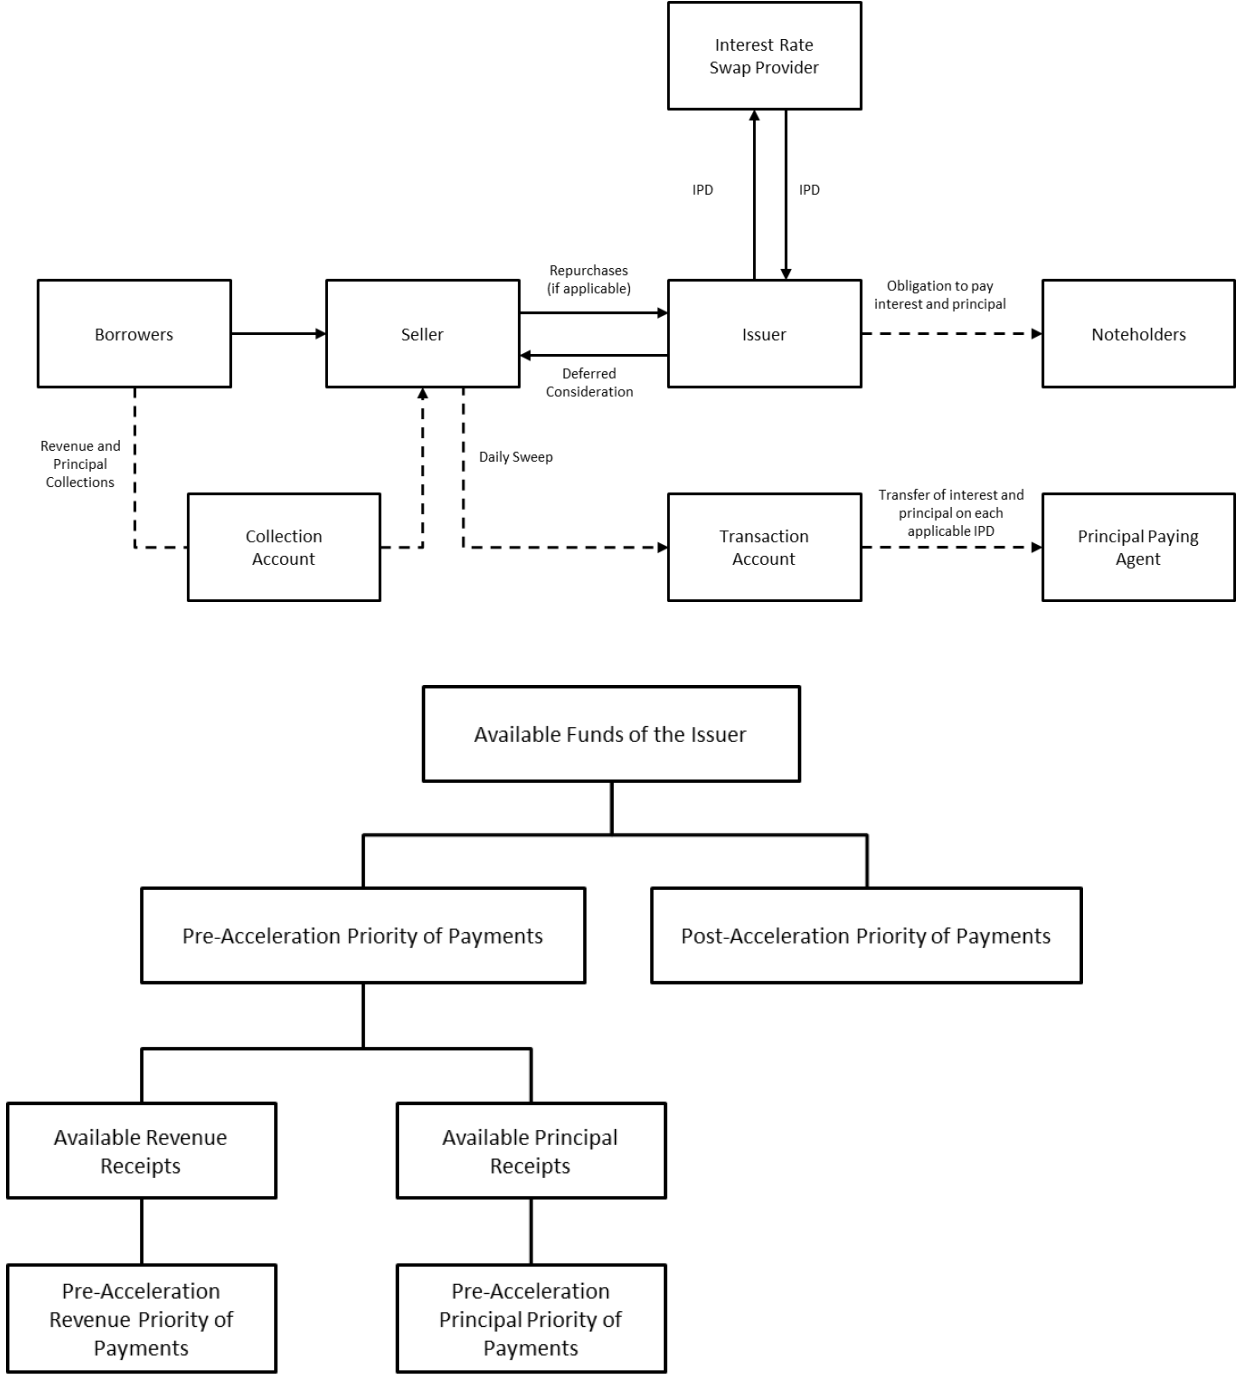 Interest Rate
Swap Provider
IPD
IPD
Repurchases
(if applicable)
Obligation to pay
interest and principal
Borrowers
Seller
Issuer
Noteholders
Deferred
Consideration
Revenue and
Principal
Collections
Daily Sweep
Transfer of interest and
principal on each
applicable IPD
Collection
Account
Transaction
Account
Principal Paying
Agent
Available Funds of the Issuer
Pre-Acceleration Priority of Payments
Post-Acceleration Priority of Payments
Available Revenue
Receipts
Available Principal
Receipts
Pre-Acceleration
Revenue Priority of
Payments
Pre-Acceleration
Principal Priority of
Payments